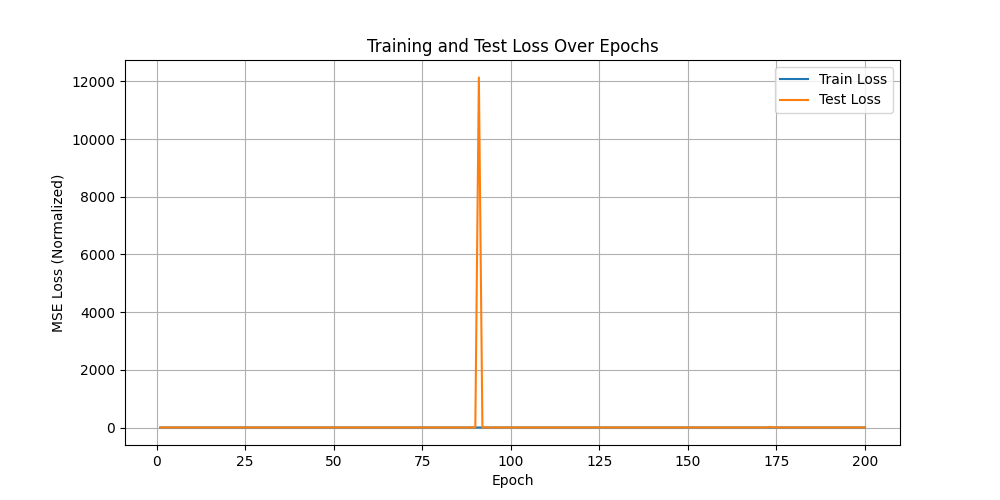 Training and Test Loss Over Epochs
Train Loss
Test Loss
MSE Loss (Normalized)
12000
10000
8000
6000
4000
2000
0
0 25 50 75 100 125 150 175 200
Epoch